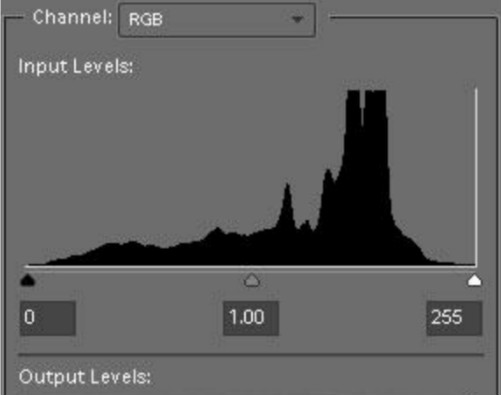 Channel: RGB
Input Levels:
0 1.00 255
Output Levels: